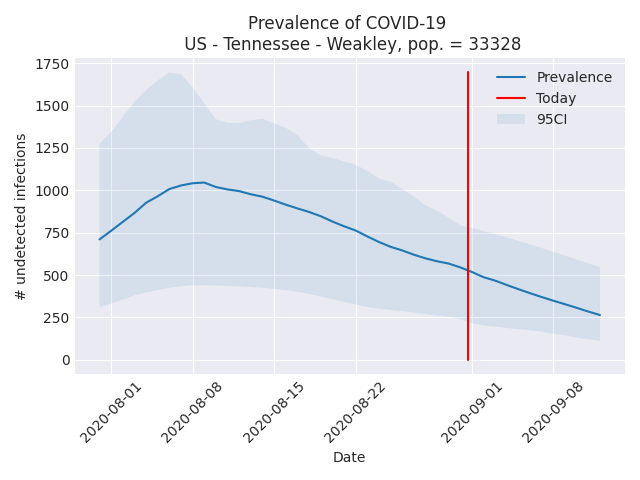 Prevalence of COVID-19
US - Tennessee - Weakley, pop. = 33328
1750
1500
1250
1000
750
500
250
0
# undetected infections
Prevalence
Today
95CI
2020-08-01
2020-08-08
2020-08-15
2020-08-22
2020-09-01
2020-09-08
Date